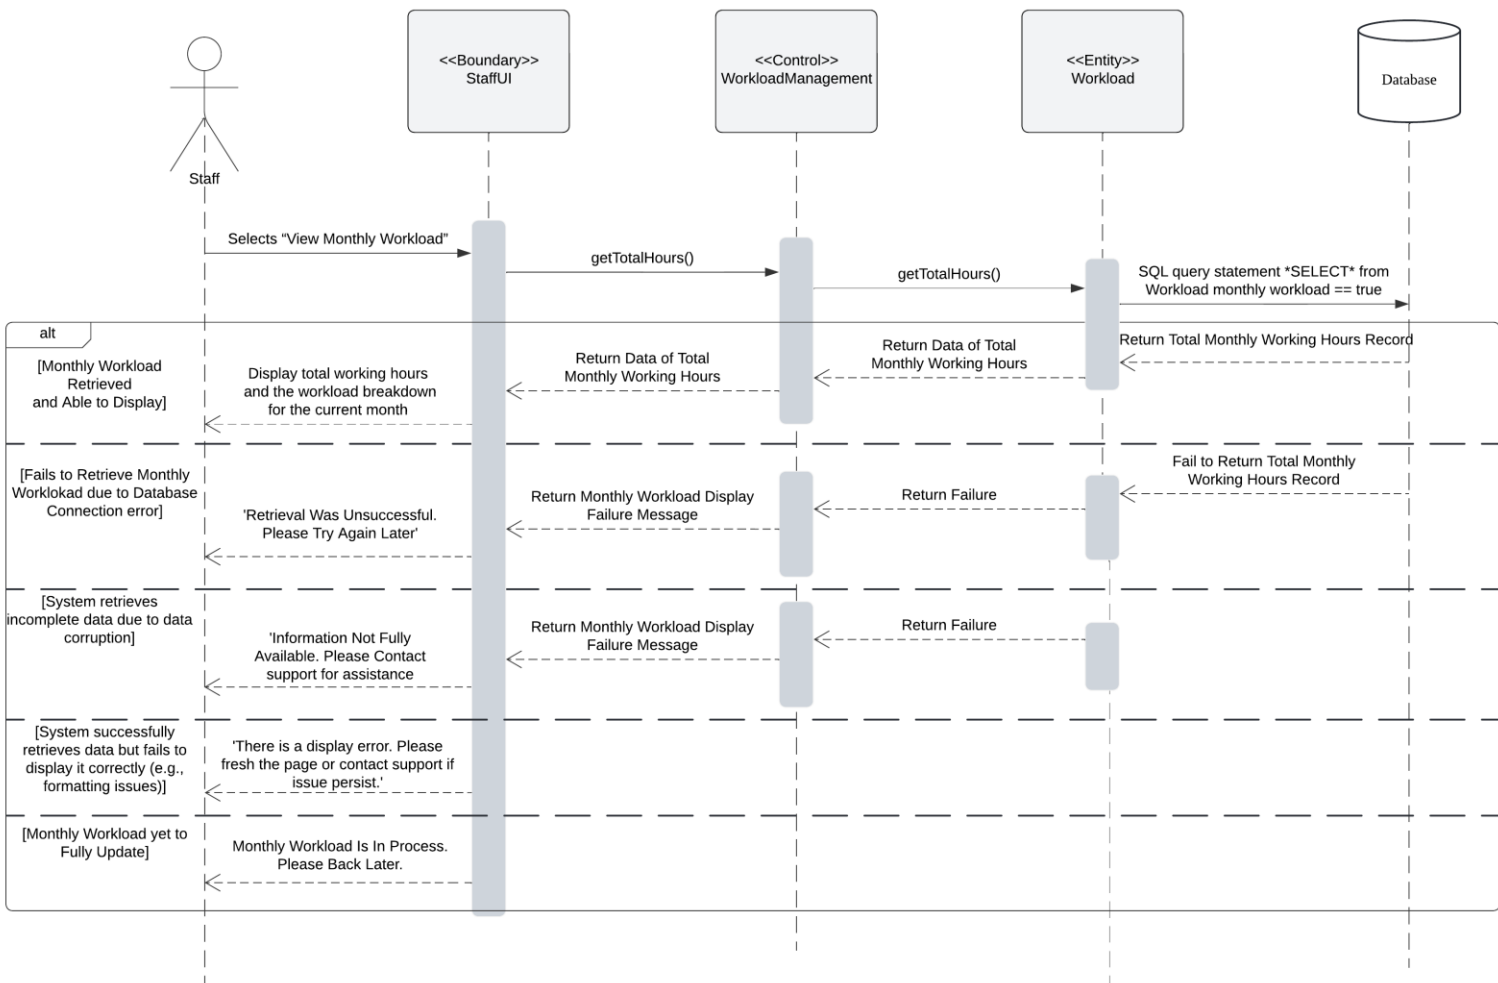 <<Boundary>>
StaffUI
<<Control>>
WorkloadManagement
<<Entity>>
Workload
Database
Staff
Selects “View Monthly Workload”
getTotalHours()
getTotalHours()
SQL query statement *SELECT* from
Workload monthly workload == true
alt
[Monthly Workload
Retrieved
and Able to Display]
Display total working hours
and the workload breakdown
for the current month
Return Data of Total
Monthly Working Hours
Return Data of Total
Monthly Working Hours
Return Total Monthly Working Hours Record
[Fails to Retrieve Monthly
Worklokad due to Database
Connection error]
'Retrieval Was Unsuccessful.
Please Try Again Later'
Return Monthly Workload Display
Failure Message
Return Failure
Fail to Return Total Monthly
Working Hours Record
[System retrieves
incomplete data due to data
corruption]
'Information Not Fully
Available. Please Contact
support for assistance
Return Monthly Workload Display
Failure Message
Return Failure
[System successfully
retrieves data but fails to
display it correctly (e.g.,
formatting issues)]
'There is a display error. Please
fresh the page or contact support if
issue persist.'
[Monthly Workload yet to
Fully Update]
Monthly Workload Is In Process.
Please Back Later.